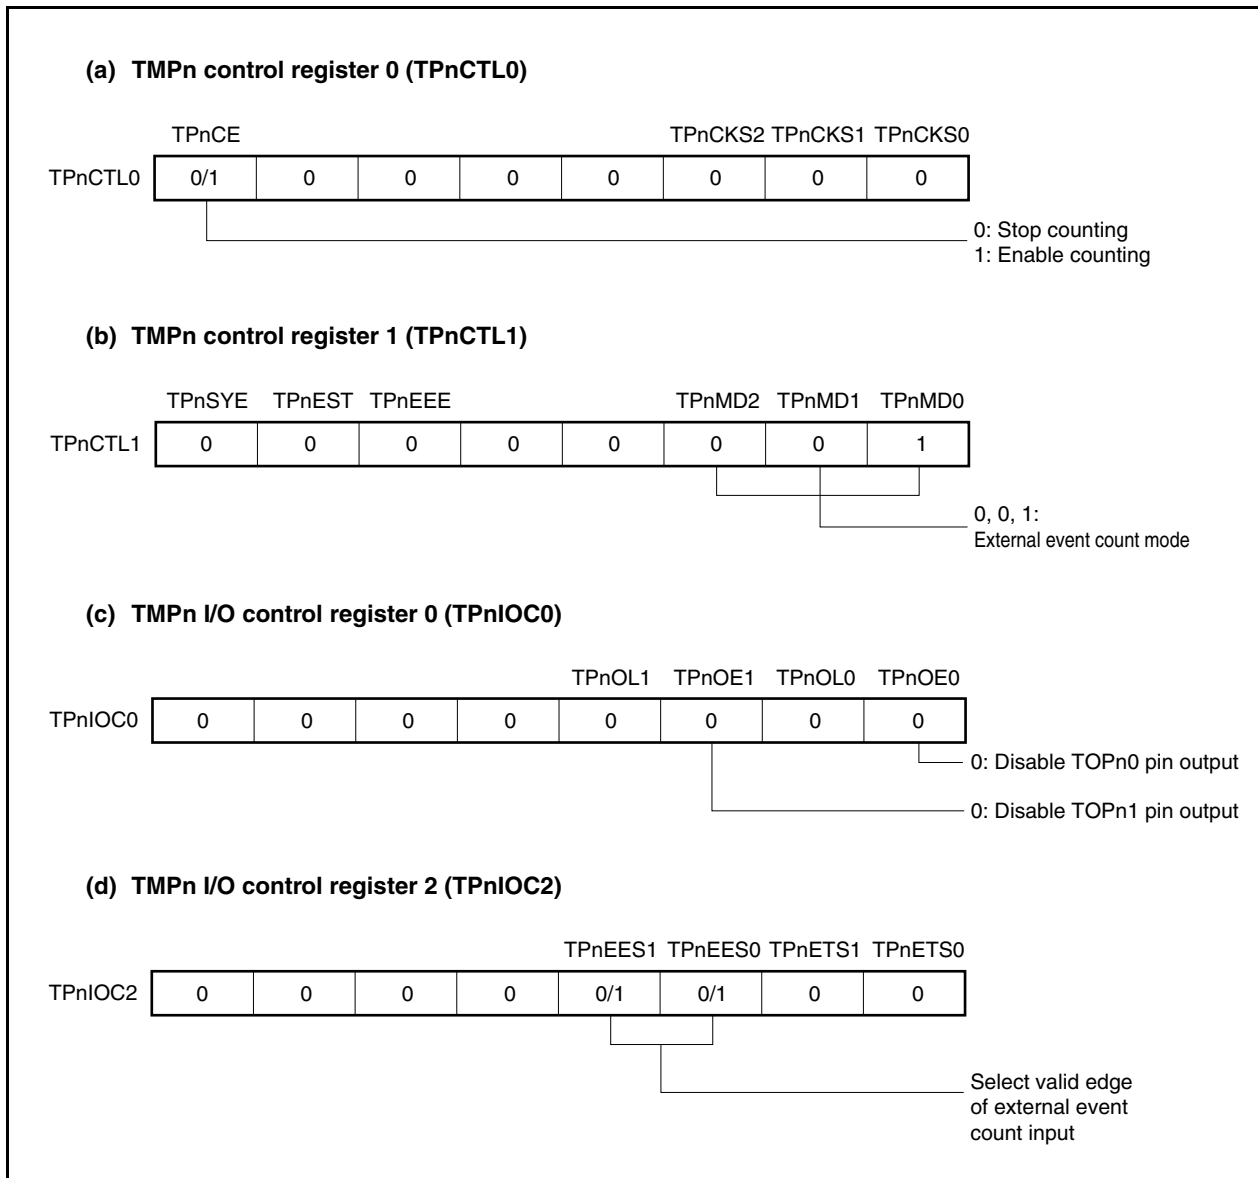 (a) TMPn control register 0 (TPnCTL0)
TPnCE TPnCKS2 TPnCKS1 TPnCKS0
TPnCTL0 0/1 0 0 0 0 0 0 0
0: Stop counting
1: Enable counting
(b) TMPn control register 1 (TPnCTL1)
TPnSYE TPnEST TPnEEE TPnMD2 TPnMD1 TPnMD0
TPnCTL1 0 0 0 0 0 0 0 1
0, 0, 1:
External event count mode
(c) TMPn I/O control register 0 (TPnIOC0)
TPnOL1 TPnOE1 TPnOL0 TPnOE0
TPnIOC0 0 0 0 0 0 0 0 0
0: Disable TOPn0 pin output
0: Disable TOPn1 pin output
(d) TMPn I/O control register 2 (TPnIOC2)
TPnEES1 TPnEES0 TPnETS1 TPnETS0
TPnIOC2 0 0 0 0 0/1 0/1 0 0
Select valid edge
of external event
count input